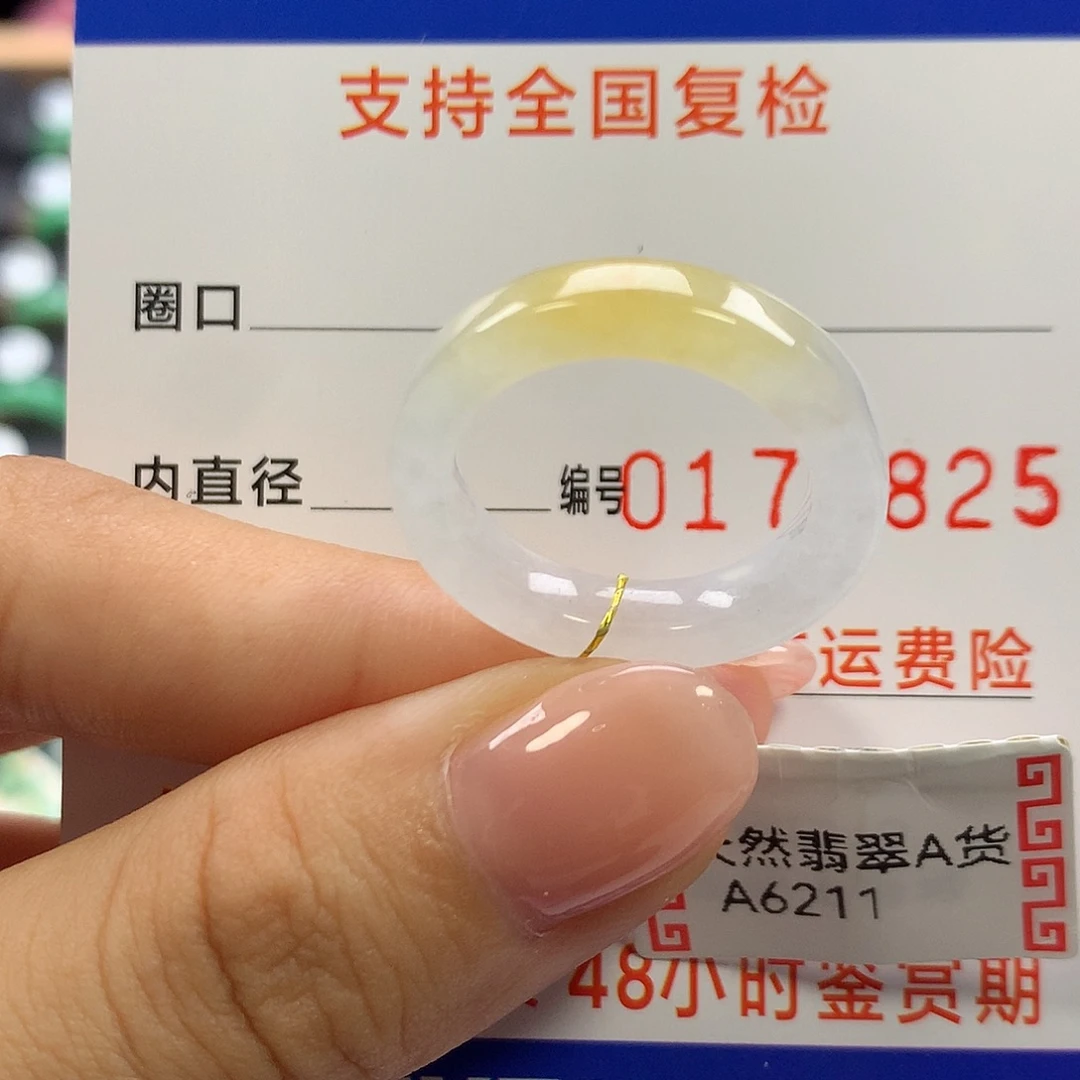 支持全国复检
圈口
内直径 编号017 825
运费险
然翡翠A货
A6211
48小时鉴赏期